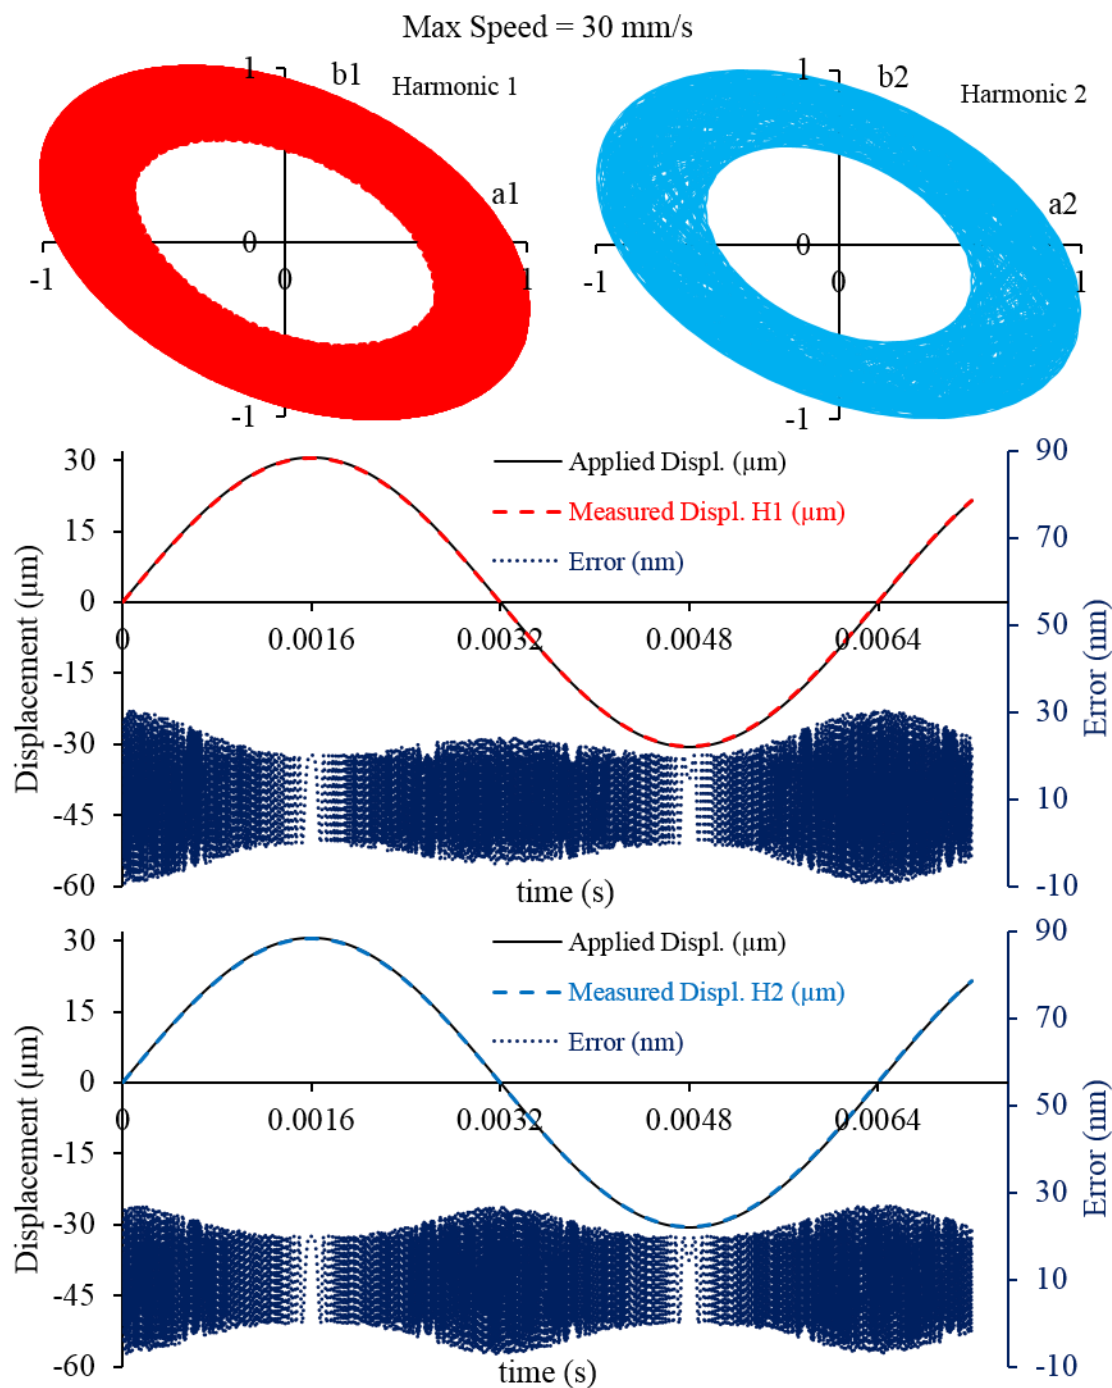 Max Speed = 30 mm/s
1 b1 Harmonic 1
a1
0
-1 0 1
-1
1 b2 Harmonic 2
a2
0
-1 0 1
-1
30 90
Applied Displ. (µm)
15 70
Measured Displ. H1 (µm)
Error (nm)
0 50
0 0.0016 0.0032 0.0048 0.0064
-15 30
-30
-45 10
-60 -10
Displacement (µm)
Error (nm)
time (s)
30 90
Applied Displ. (µm)
15 70
Measured Displ. H2 (µm)
Error (nm)
0 50
0 0.0016 0.0032 0.0048 0.0064
-15 30
-30
-45 10
-60 -10
Displacement (µm)
Error (nm)
time (s)